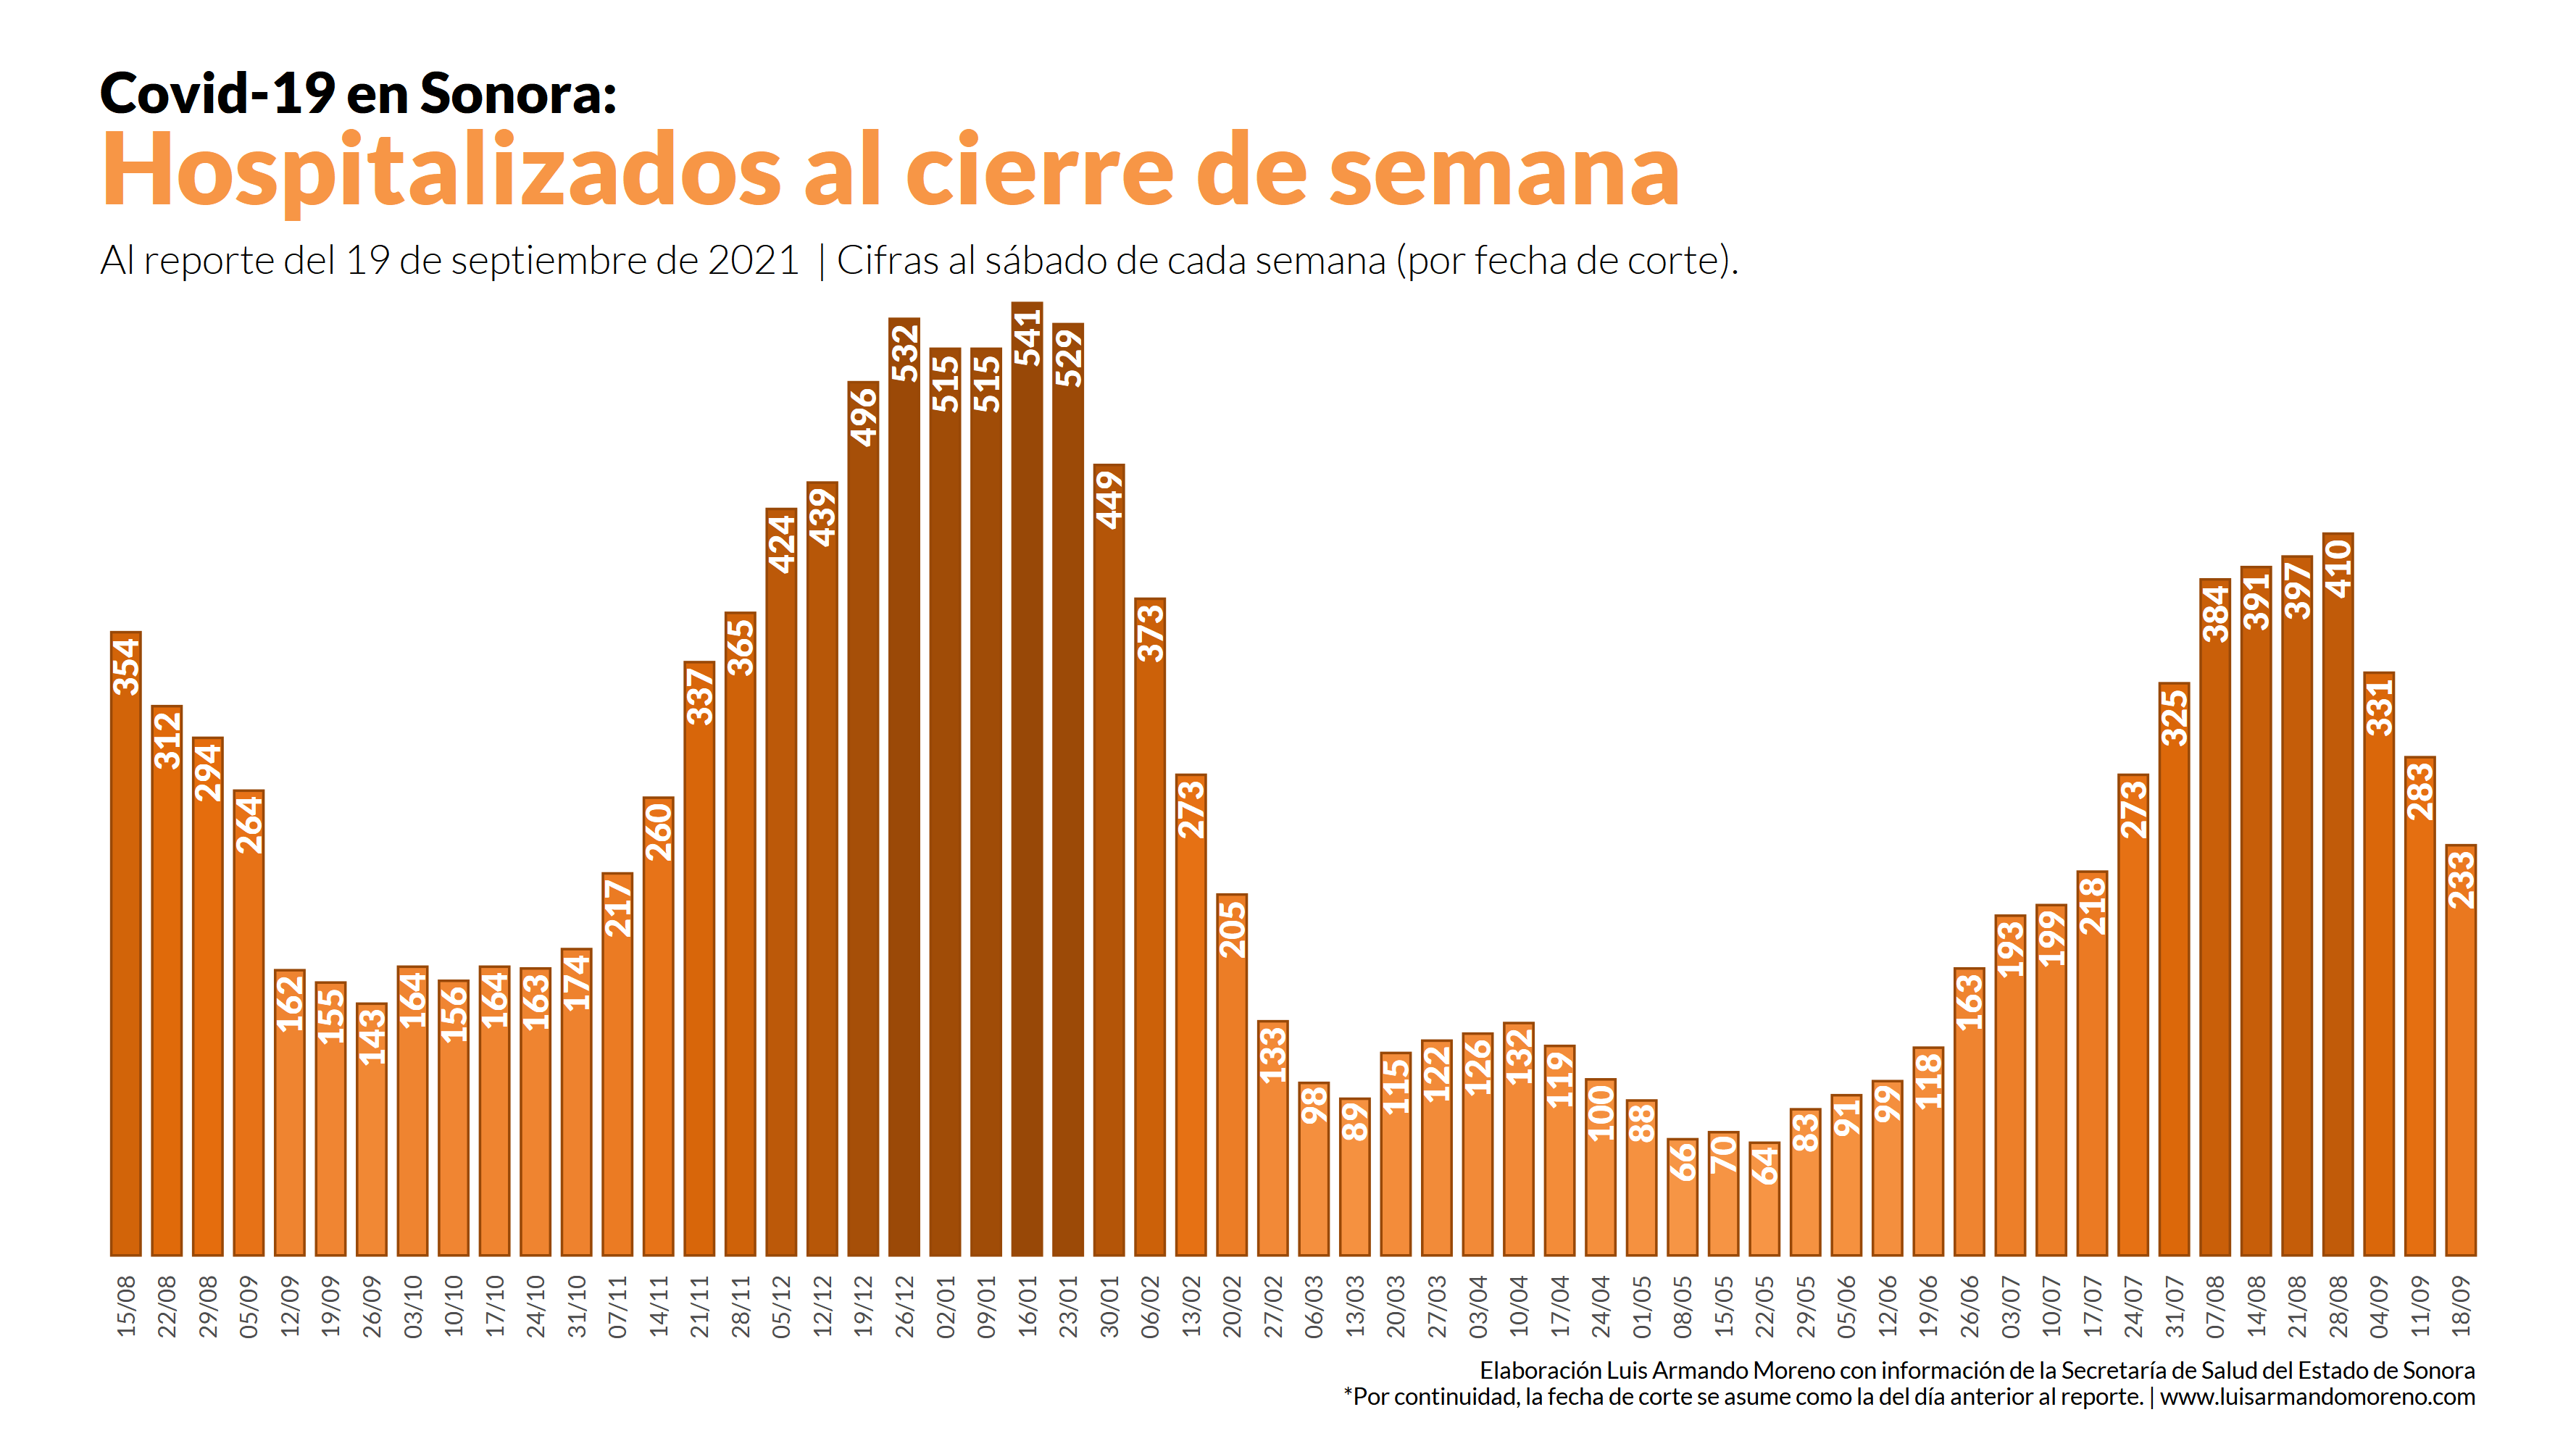 Covid-19 en Sonora:
Hospitalizados al cierre de semana
Al reporte del 19 de septiembre de 2021 | Cifras al sábado de cada semana (por fecha de corte).
354 312 294 264 162 155 143 164 156 164 163 174 217 260 337 365 424 439 496 532 515 515 541 529 449 373 273 205 133 98 89 115 122 126 132 119 100 88 66 70 64 83 91 99 118 163 193 199 218 273 325 384 391 397 410 331 283 233
15/08 22/08 29/08 05/09 12/09 19/09 26/09 03/10 10/10 17/10 24/10 31/10 07/11 14/11 21/11 28/11 05/12 12/12 19/12 26/12 02/01 09/01 16/01 23/01 30/01 06/02 13/02 20/02 27/02 06/03 13/03 20/03 27/03 03/04 10/04 17/04 24/04 01/05 08/05 15/05 22/05 29/05 05/06 12/06 19/06 26/06 03/07 10/07 17/07 24/07 31/07 07/08 14/08 21/08 28/08 04/09 11/09 18/09
Elaboración Luis Armando Moreno con información de la Secretaría de Salud del Estado de Sonora
*Por continuidad, la fecha de corte se asume como la del día anterior al reporte. | www.luisarmandomoreno.com